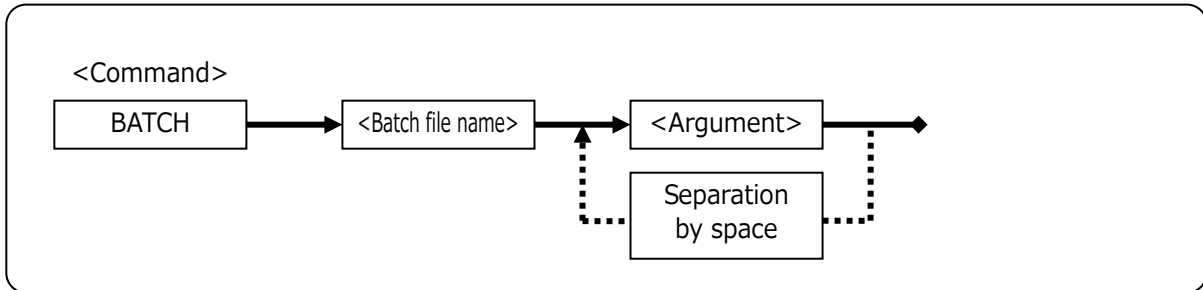 <Command>
BATCH
<Batch file name>
<Argument>
Separation
by space